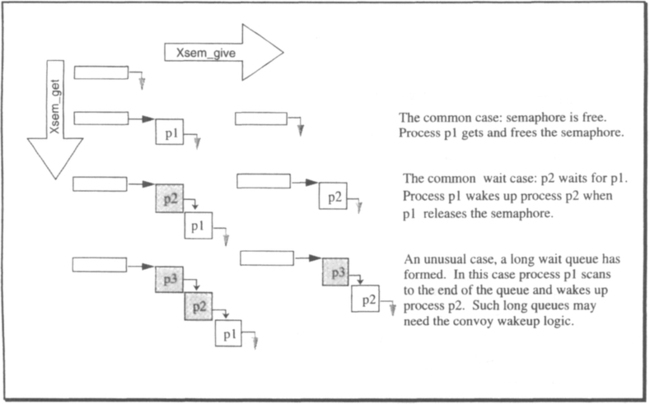 Xsem_give
Xsem_get
p1
The common case: semaphore is free.
Process p1 gets and frees the semaphore.
p2
p1
p2
The common wait case: p2 waits for p1.
Process p1 wakes up process p2 when
p1 releases the semaphore.
p3
p2
p1
p3
p2
An unusual case, a long wait queue has
formed. In this case process p1 scans
to the end of the queue and wakes up
process p2. Such long queues may
need the convoy wakeup logic.